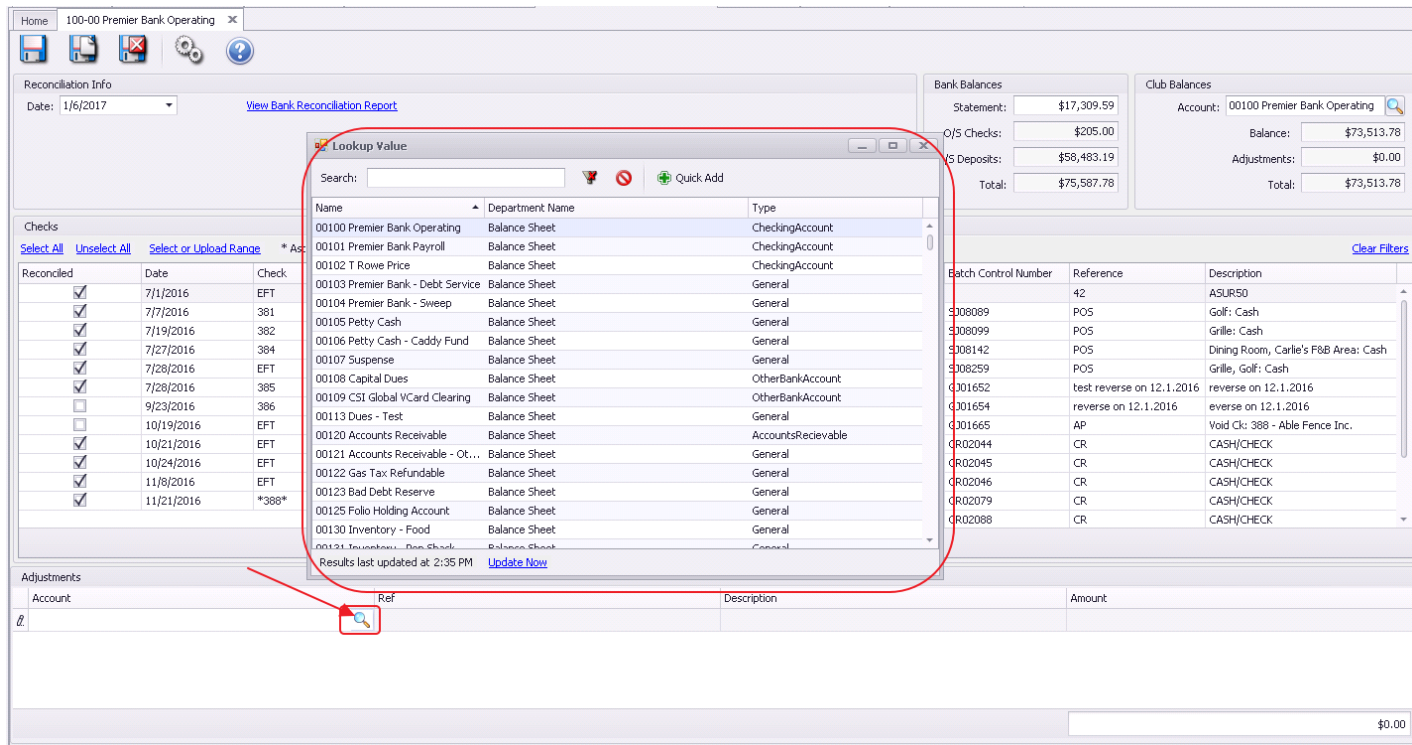 Home 100-00 Premier Bank Operating
Reconciliation Info
Date: 1/6/2017 View Bank Reconciliation Report
Bank Balances
Statement: $17,309.59
O/S Checks: $205.00
/S Deposits: $58,483.19
Total: $75,587.78
Club Balances
Account: 00100 Premier Bank Operating
Balance: $73,513.78
Adjustments: $0.00
Total: $73,513.78
Lookup Value
Search: Quick Add
Name Department Name Type
00100 Premier Bank Operating Balance Sheet CheckingAccount
00101 Premier Bank Payroll Balance Sheet CheckingAccount
00102 T Rowe Price Balance Sheet CheckingAccount
00103 Premier Bank - Debt Service Balance Sheet General
00104 Premier Bank - Sweep Balance Sheet General
00105 Petty Cash Balance Sheet General
00106 Petty Cash - Caddy Fund Balance Sheet General
00107 Suspense Balance Sheet General
00108 Capital Dues Balance Sheet OtherBankAccount
00109 CSI Global VCard Clearing Balance Sheet OtherBankAccount
00113 Dues - Test Balance Sheet General
00120 Accounts Receivable Balance Sheet AccountsRecievable
00121 Accounts Receivable - Ot... Balance Sheet General
00122 Gas Tax Refundable Balance Sheet General
00123 Bad Debt Reserve Balance Sheet General
00125 Folio Holding Account Balance Sheet General
00130 Inventory - Food Balance Sheet General
00131 Inventory - Pop Shack Balance Sheet General
Results last updated at 2:35 PM Update Now
Checks
Select All Unselect All Select or Upload Range * Asc
Reconciled Date Check
7/1/2016 EFT
7/7/2016 381
7/19/2016 382
7/27/2016 384
7/28/2016 EFT
7/28/2016 385
9/23/2016 386
10/19/2016 EFT
10/21/2016 EFT
10/24/2016 EFT
11/8/2016 EFT
11/21/2016 *388*
Clear Filters
Batch Control Number Reference Description
42 ASUR50
SJ08089 POS Golf: Cash
SJ08099 POS Grille: Cash
SJ08142 POS Dining Room, Carlie's F&B Area: Cash
SJ08259 POS Grille, Golf: Cash
GJ01652 test reverse on 12.1.2016 reverse on 12.1.2016
GJ01654 reverse on 12.1.2016 everse on 12.1.2016
GJ01665 AP Void Ck: 388 - Able Fence Inc.
CR02044 CR CASH/CHECK
CR02045 CR CASH/CHECK
CR02046 CR CASH/CHECK
CR02079 CR CASH/CHECK
CR02088 CR CASH/CHECK
Adjustments
Account Ref Description Amount
$0.00